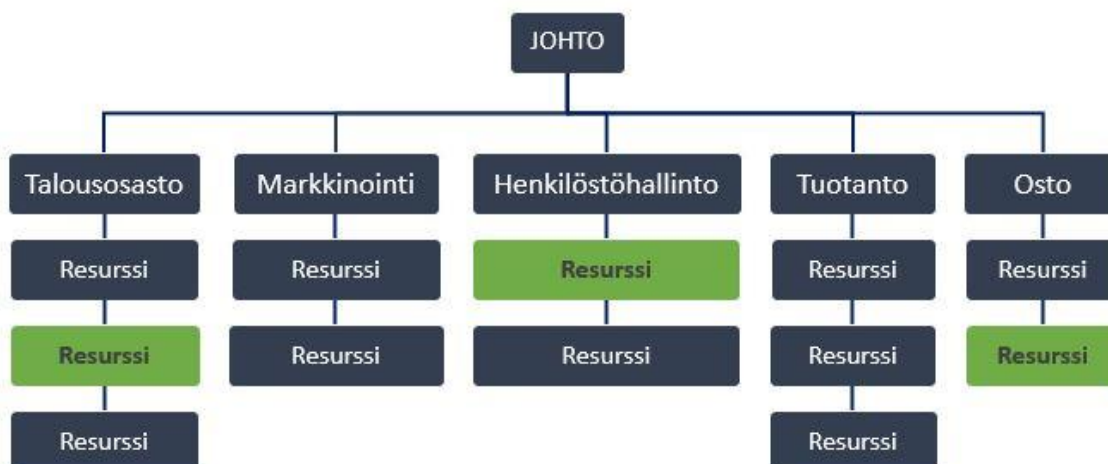 JOHTO
Talousosasto
Markkinointi
Henkilöstöhallinto
Tuotanto
Osto
Resurssi
Resurssi
Resurssi
Resurssi
Resurssi
Resurssi
Resurssi
Resurssi
Resurssi
Resurssi
Resurssi
Resurssi